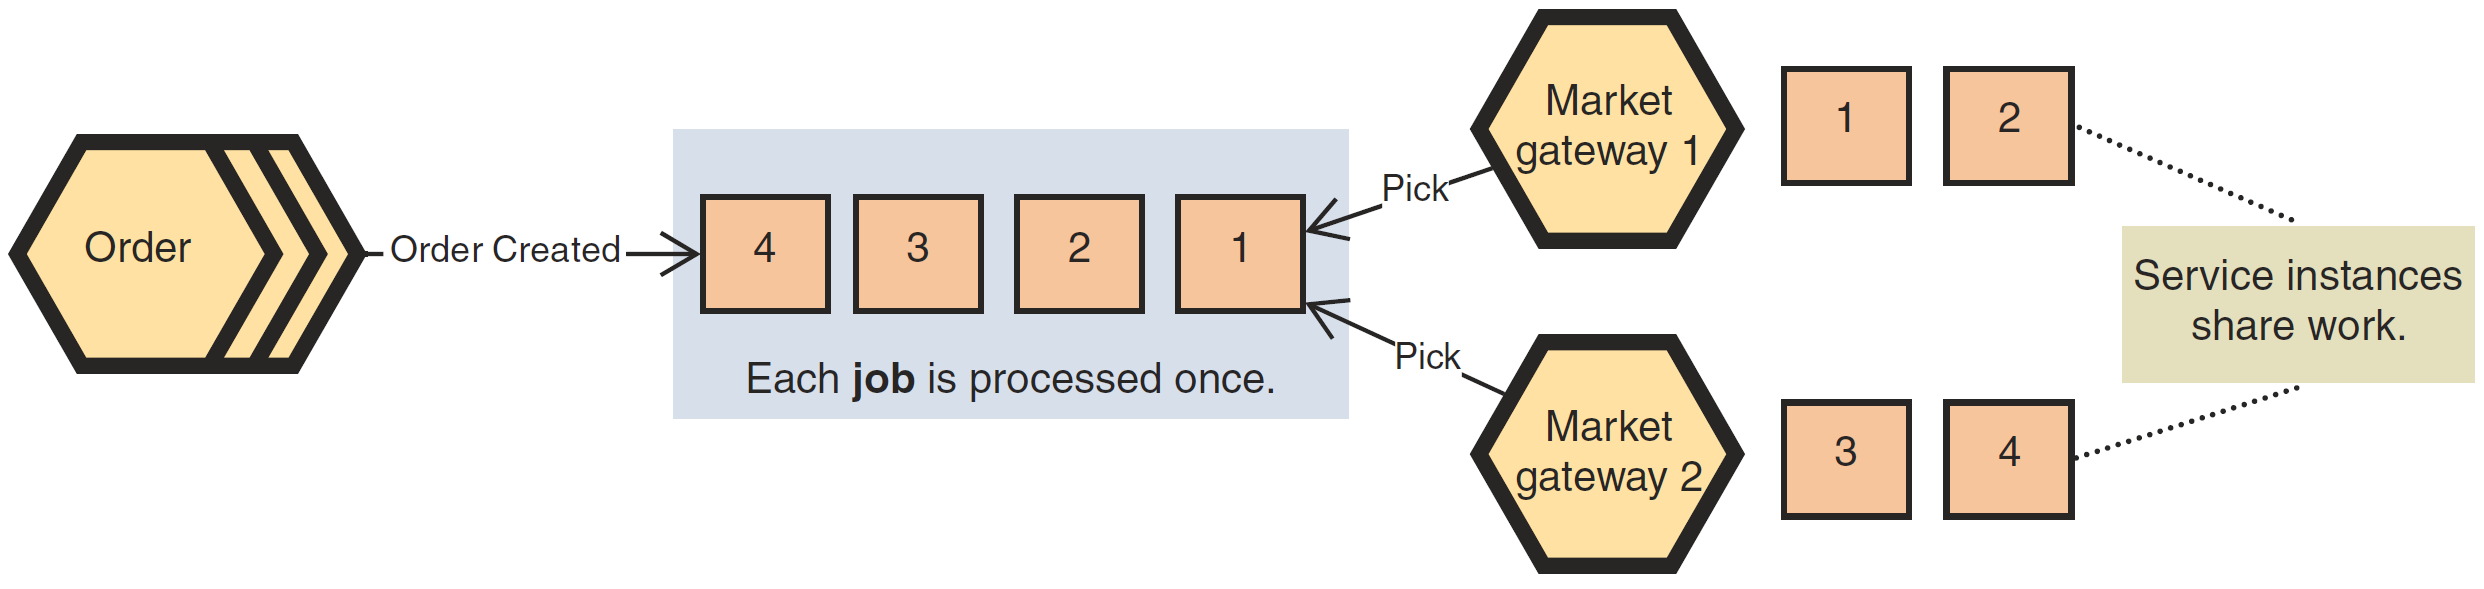 Order
Order Created
4 3 2 1
Each job is processed once.
Pick
Pick
Market
gateway 1
1 2
Market
gateway 2
3 4
Service instances
share work.